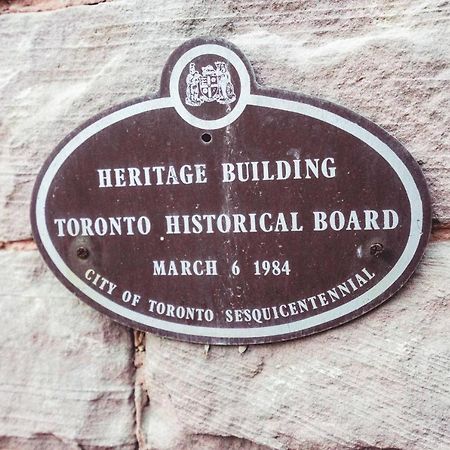 HERITAGE BUILDING
TORONTO HISTORICAL BOARD
MARCH 6 1984
CITY OF TORONTO SESQUICENTENNIAL